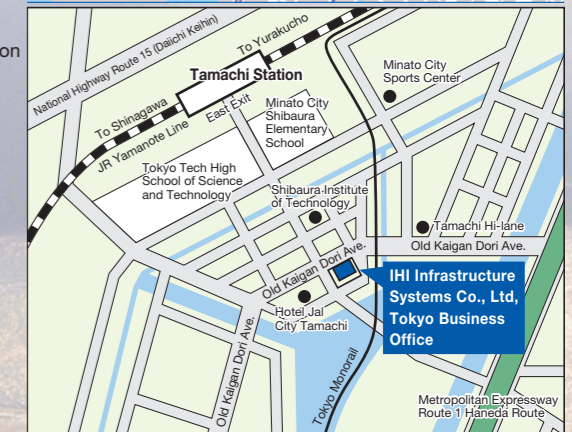 on
National Highway Route 15 (Daiichi Keihin)
To Yurakucho
Tamachi Station
To Shinagawa
JR Yamanote Line
East Exit
Minato City
Sports Center
Minato City
Shibaura
Elementary
School
Tokyo Tech High
School of Science
and Technology
Shibaura Institute
of Technology
Tamachi Hi-lane
Old Kaigan Dori Ave.
Old Kaigan Dori Ave.
IHI Infrastructure
Systems Co., Ltd,
Tokyo Business
Office
Hotel Jal
City Tamachi
Old Kaigan Dori Ave.
Tokyo Monorail
Metropolitan Expressway
Route 1 Haneda Route